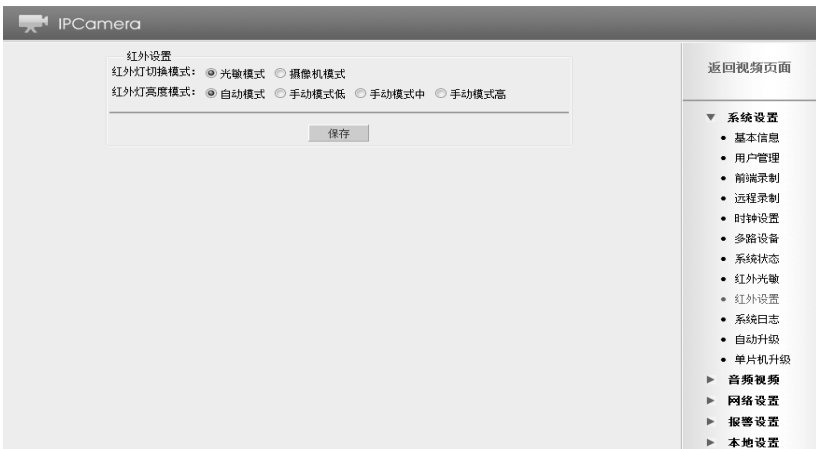 IPCamera
红外设置
红外灯切换模式： 光敏模式 摄像机模式
红外灯亮度模式： 自动模式 手动模式低 手动模式中 手动模式高
保存
返回视频页面
系统设置
基本信息
用户管理
前端录制
远程录制
时钟设置
多路设备
系统状态
红外光敏
红外设置
系统日志
自动升级
单片机升级
音频视频
网络设置
报警设置
本地设置